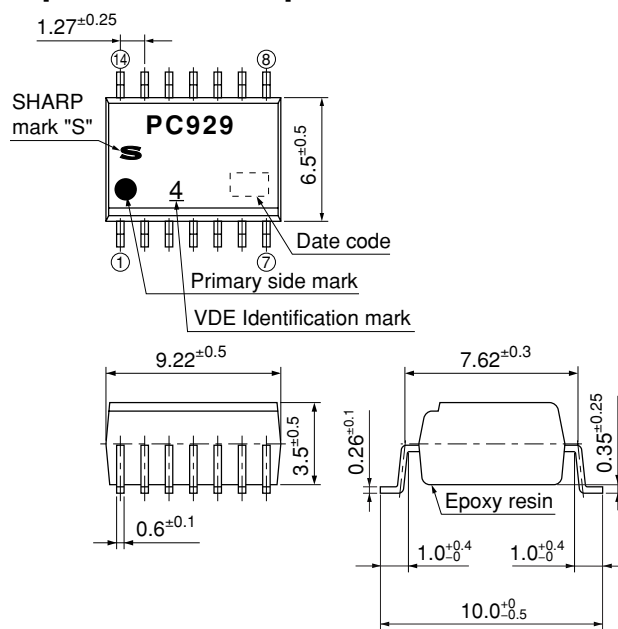 1.27±0.25
14
8
SHARP
mark "S"
PC929
S
6.5±0.5
4
Date code
1
7
Primary side mark
VDE Identification mark
9.22±0.5
7.62±0.3
3.5±0.5
0.26±0.1
0.35±0.25
Epoxy resin
0.6±0.1
1.0+0.4 -0
1.0+0.4 -0
10.0+0 -0.5